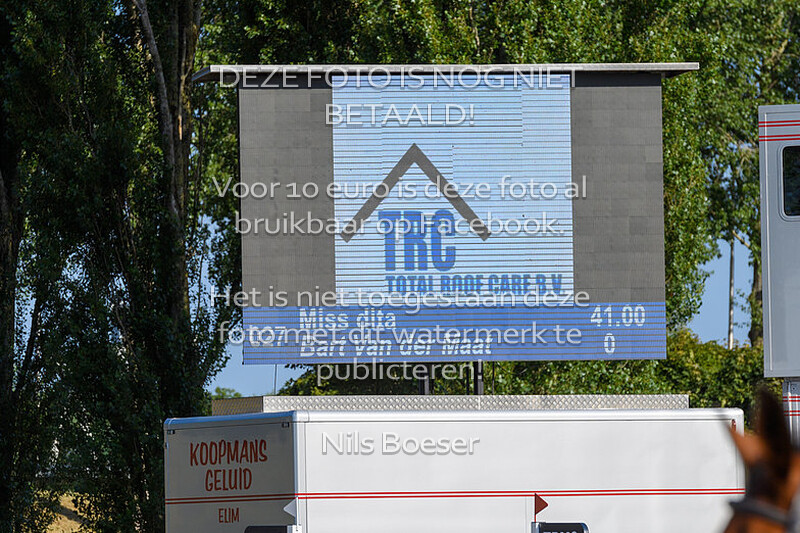 DEZE FOTO IS NOG NIET
BETAALD!
Voor 10 euro is deze foto al
bruikbaar op Facebook.
Het is niet toegestaan deze
foto met dit watermerk te
publiceren.
Nils Boeser
TRC
TOTAL ROOF CARE B.V.
107 Miss dita 41.00
Bart van der Maat 0
KOOPMANS
GELUID
ELIM